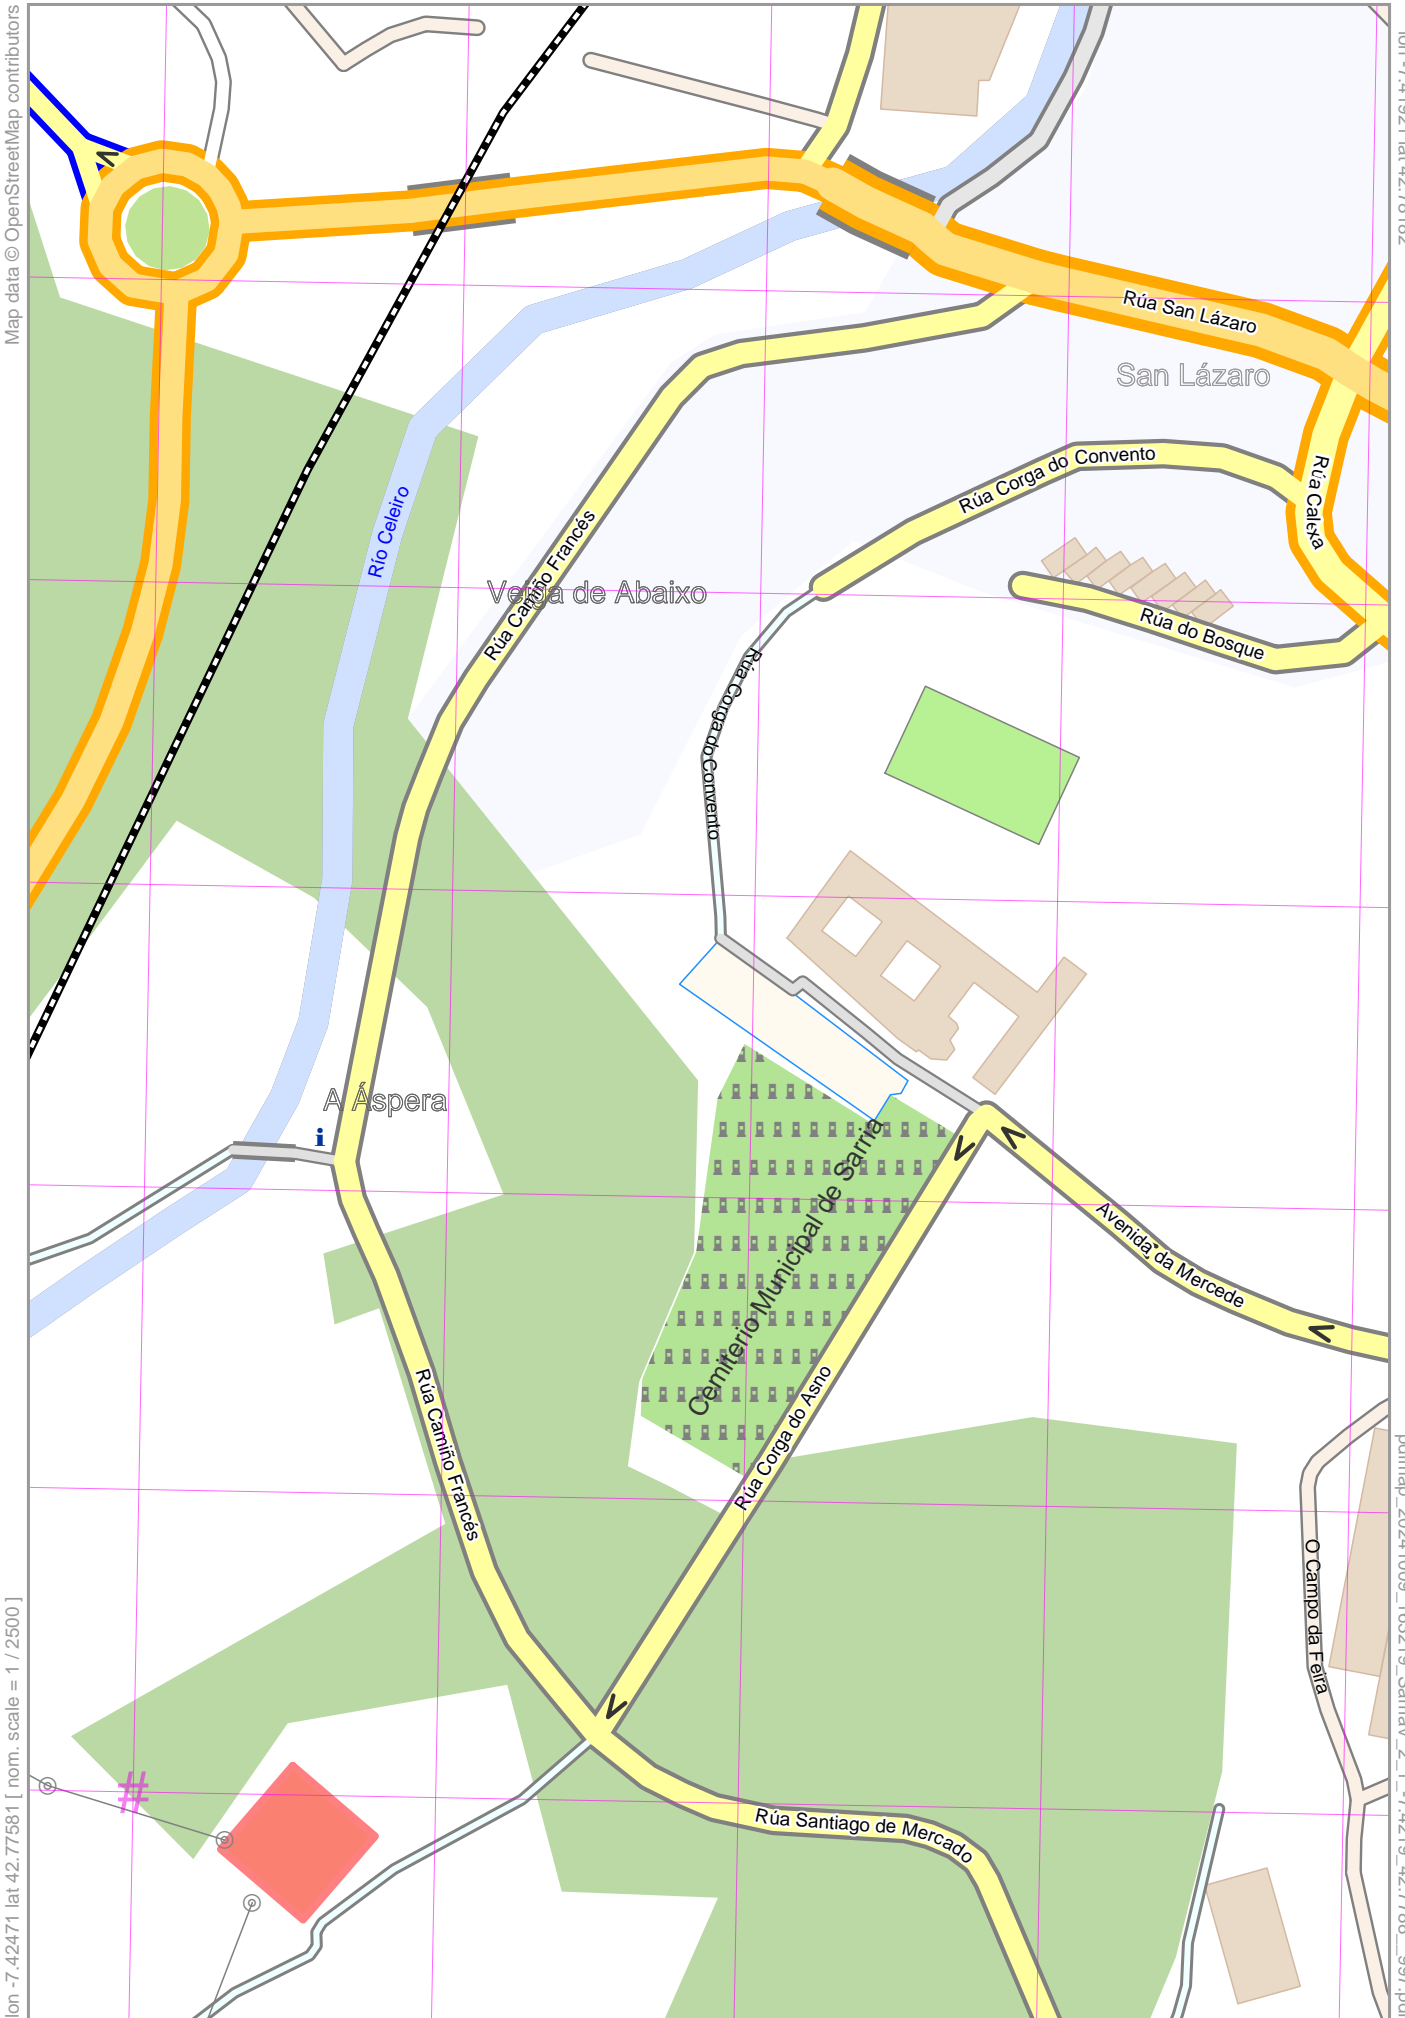 Map data © OpenStreetMap contributors
Rúa San Lázaro
San Lázaro
Rúa Corga do Convento
Rúa Calexa
Río Celeiro
Rúa Camiño Francés
Veiga de Abaixo
Rúa do Bosque
Rúa Corga do Convento
A Áspera
i
Cemiterio Municipal de Sarria
Avenida da Mercede
Rúa Camiño Francés
Rúa Corga do Asno
O Campo da Feira
#
Rúa Santiago de Mercado
lon -7.42471 lat 42.77581 [ nom. scale = 1 / 2500 ]